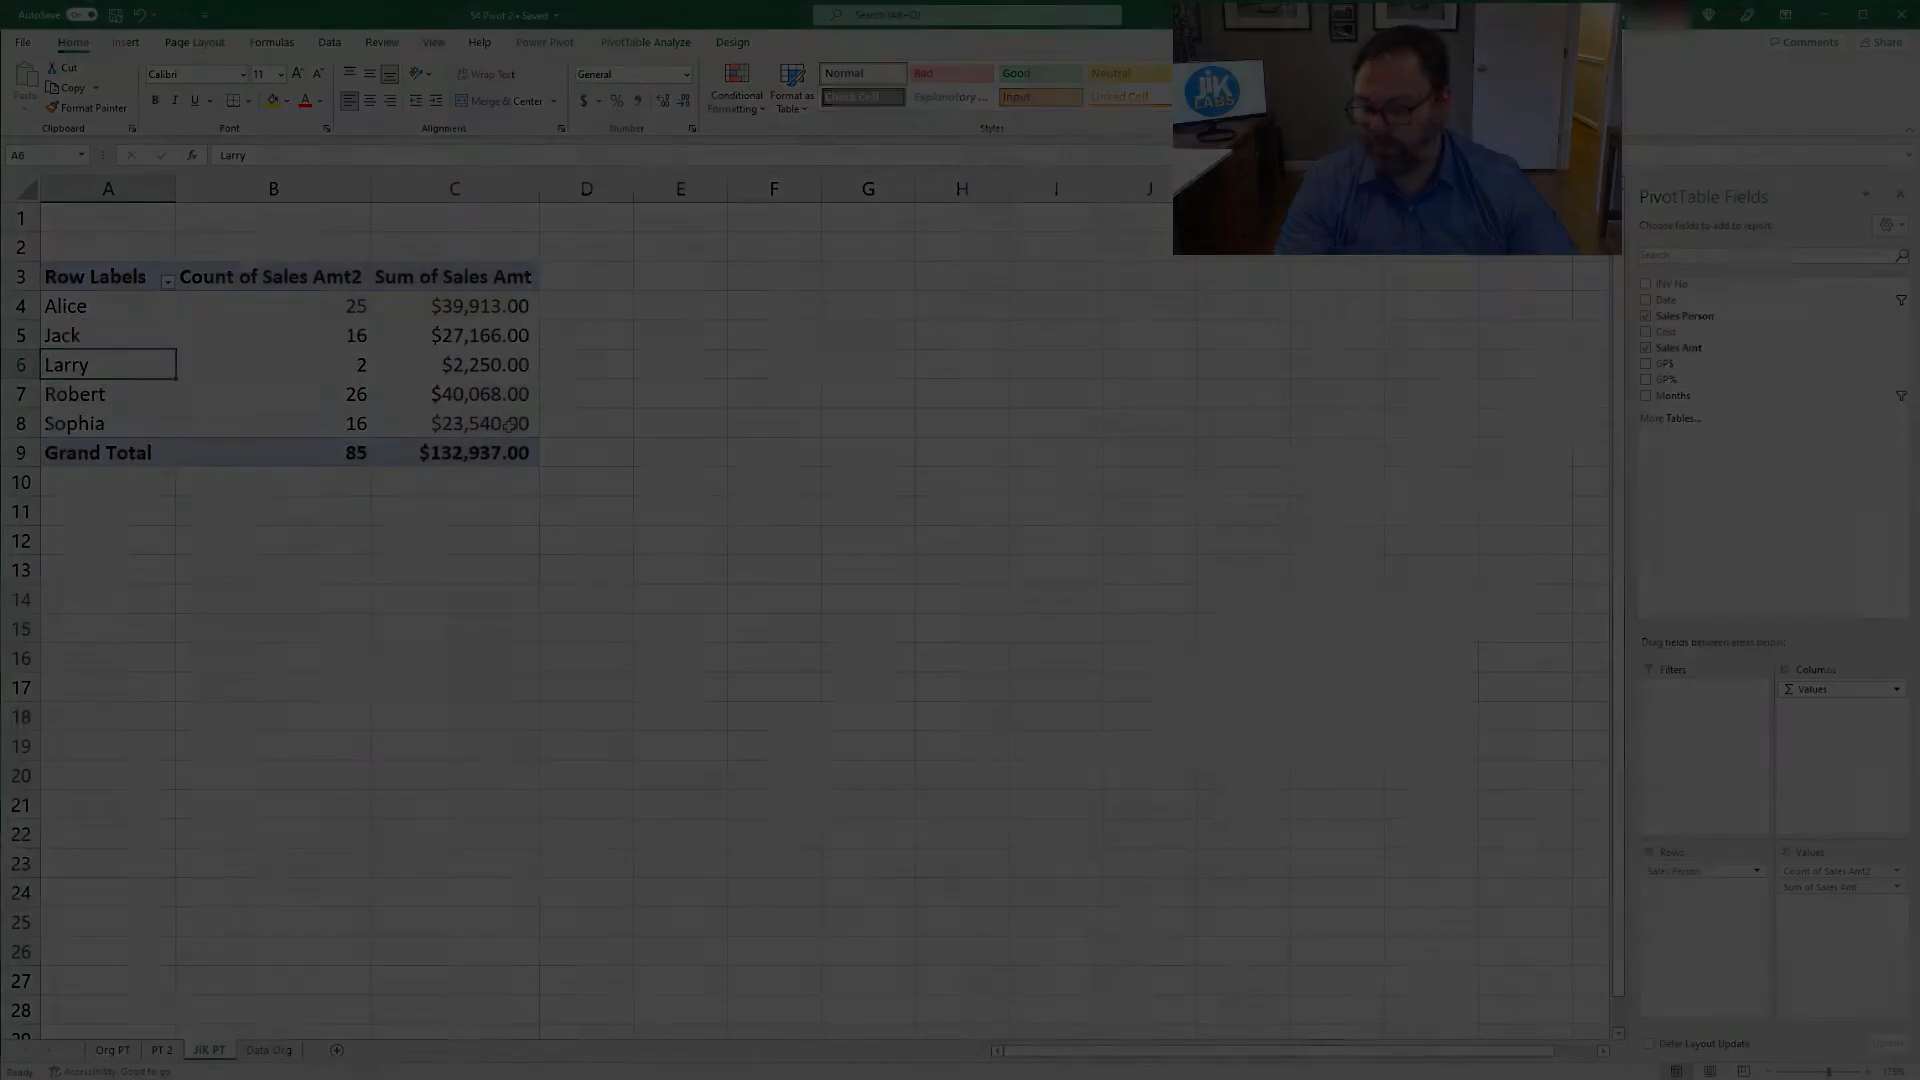 AutoSave On St Pivot 2 • Saved Search (Alt+Q)
File Home Insert Page Layout Formulas Data Review View Help Power Pivot PivotTable Analyze Design Comments Share
Paste Cut Copy Format Painter
Calibri 11
B I U
Wrap Text
Merge & Center
General
$ % 9
Conditional Formatting
Format as Table
Normal Bad Good Neutral
Check Cell Explanatory ... Input Linked Cell
Clipboard Font Alignment Number Styles
JiK
LABS
A6 fx Larry
A B C D E F G H I J
1
2
3 Row Labels Count of Sales Amt2 Sum of Sales Amt
4 Alice 25 $39,913.00
5 Jack 16 $27,166.00
6 Larry 2 $2,250.00
7 Robert 26 $40,068.00
8 Sophia 16 $23,540.00
9 Grand Total 85 $132,937.00
10
11
12
13
14
15
16
17
18
19
20
21
22
23
24
25
26
27
28
PivotTable Fields
Choose fields to add to report:
Search
INV No
Date
Sales Person
Cost
Sales Amt
GP$
GP%
Months
More Tables...
Drag fields between areas below:
Filters Columns
Σ Values
Rows Σ Values
Sales Person Count of Sales Amt2
Sum of Sales Amt
Defer Layout Update Update
Org PT PT 2 JiK PT Data Org
Ready Accessibility: Good to go 175%